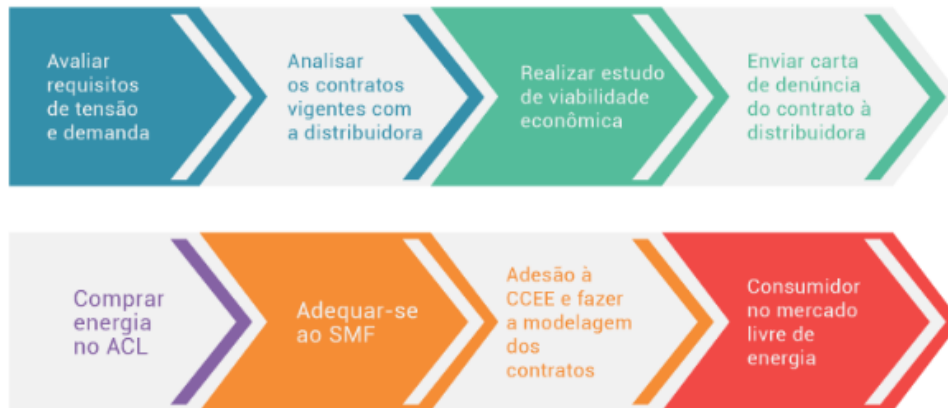 Avaliar
requisitos
de tensão
e demanda
Analisar
os contratos
vigentes com
a distribuidora
Realizar estudo
de viabilidade
econômica
Enviar carta
de denúncia
do contrato à
distribuidora
Comprar
energia
no ACL
Adequar-se
ao SMF
Adesão à
CCEE e fazer
a modelagem
dos
contratos
Consumidor
no mercado
livre de
energia